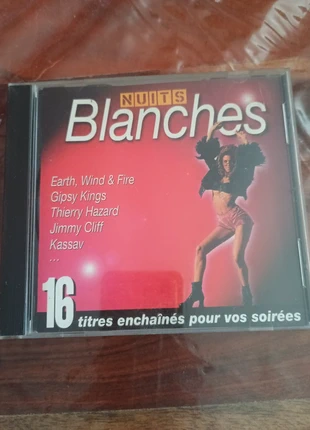 NUITS
Blanches
Earth, Wind & Fire
Gipsy Kings
Thierry Hazard
Jimmy Cliff
Kassav
...
16 titres enchaînés pour vos soirées